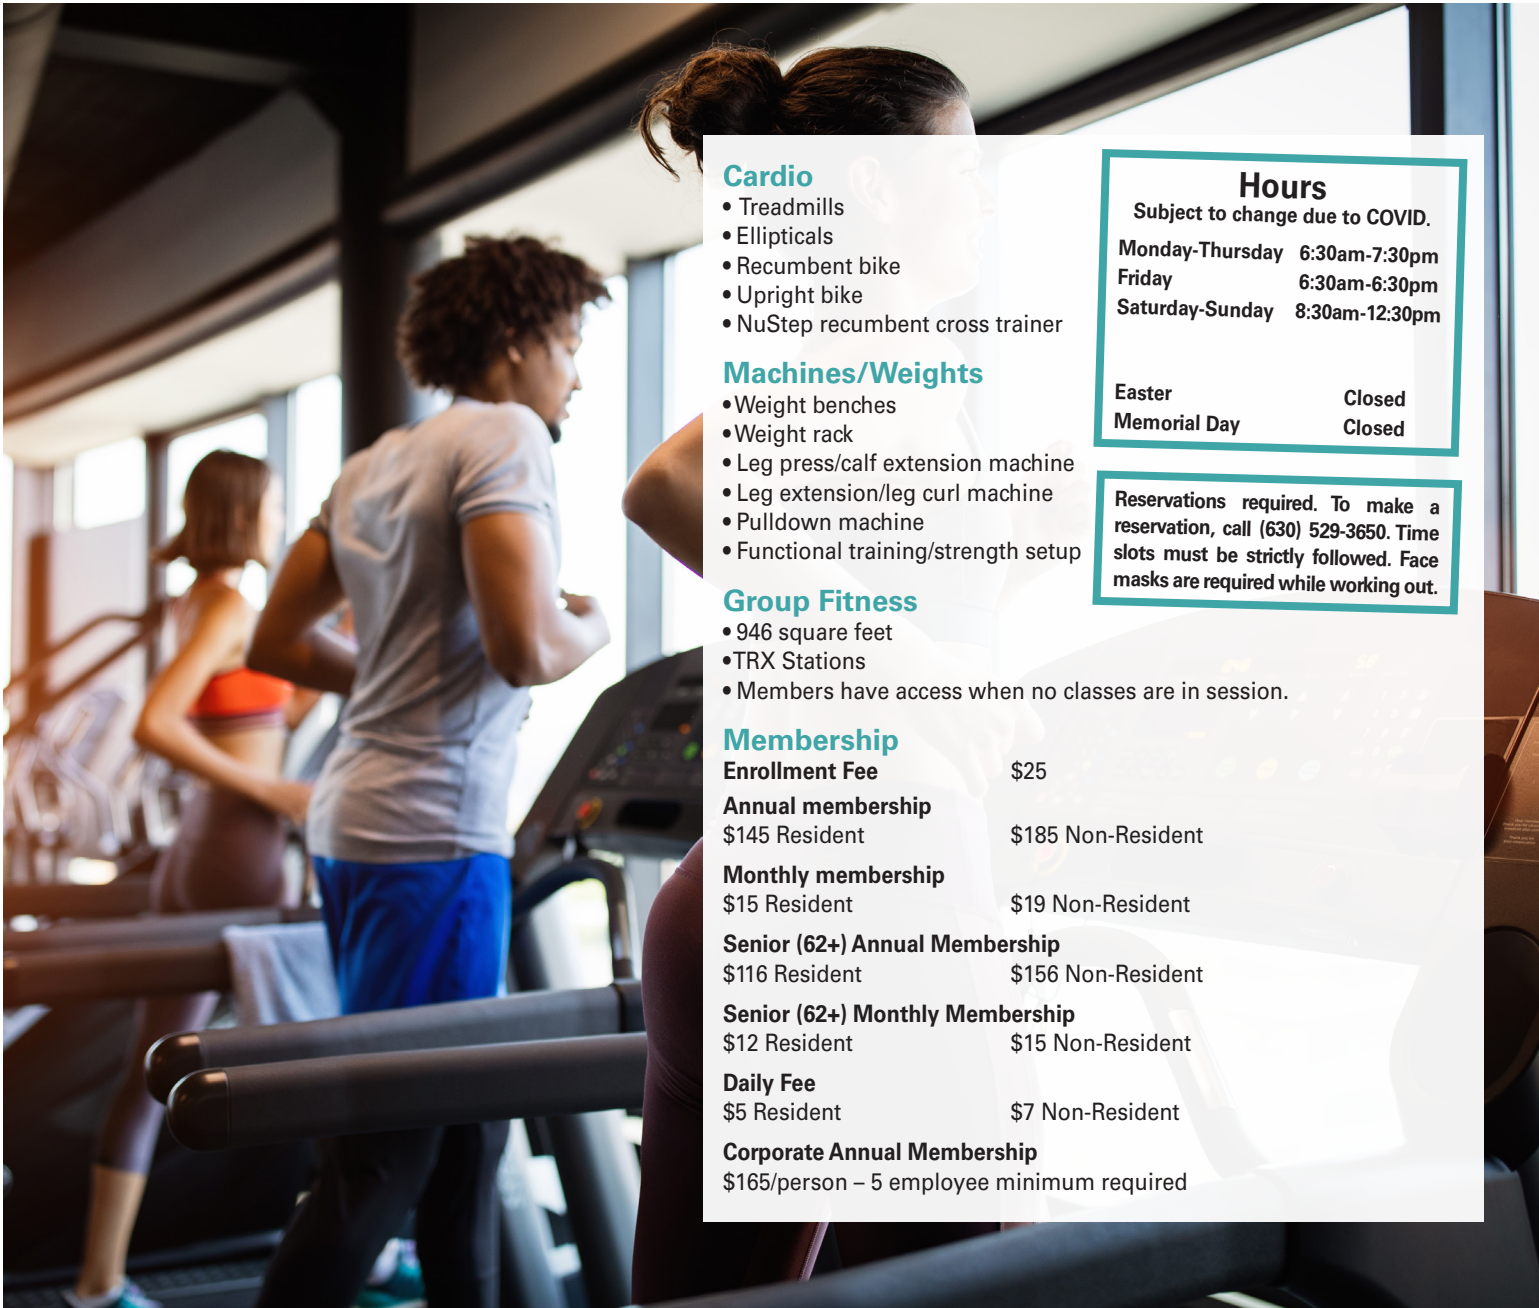 Cardio
• Treadmills
• Ellipticals
• Recumbent bike
• Upright bike
• NuStep recumbent cross trainer
Machines/Weights
• Weight benches
• Weight rack
• Leg press/calf extension machine
• Leg extension/leg curl machine
• Pulldown machine
• Functional training/strength setup
Group Fitness
• 946 square feet
• TRX Stations
• Members have access when no classes are in session.
Membership
Enrollment Fee $25
Annual membership
$145 Resident $185 Non-Resident
Monthly membership
$15 Resident $19 Non-Resident
Senior (62+) Annual Membership
$116 Resident $156 Non-Resident
Senior (62+) Monthly Membership
$12 Resident $15 Non-Resident
Daily Fee
$5 Resident $7 Non-Resident
Corporate Annual Membership
$165/person – 5 employee minimum required
Hours
Subject to change due to COVID.
Monday-Thursday 6:30am-7:30pm
Friday 6:30am-6:30pm
Saturday-Sunday 8:30am-12:30pm
Easter Closed
Memorial Day Closed
Reservations required. To make a
reservation, call (630) 529-3650. Time
slots must be strictly followed. Face
masks are required while working out.